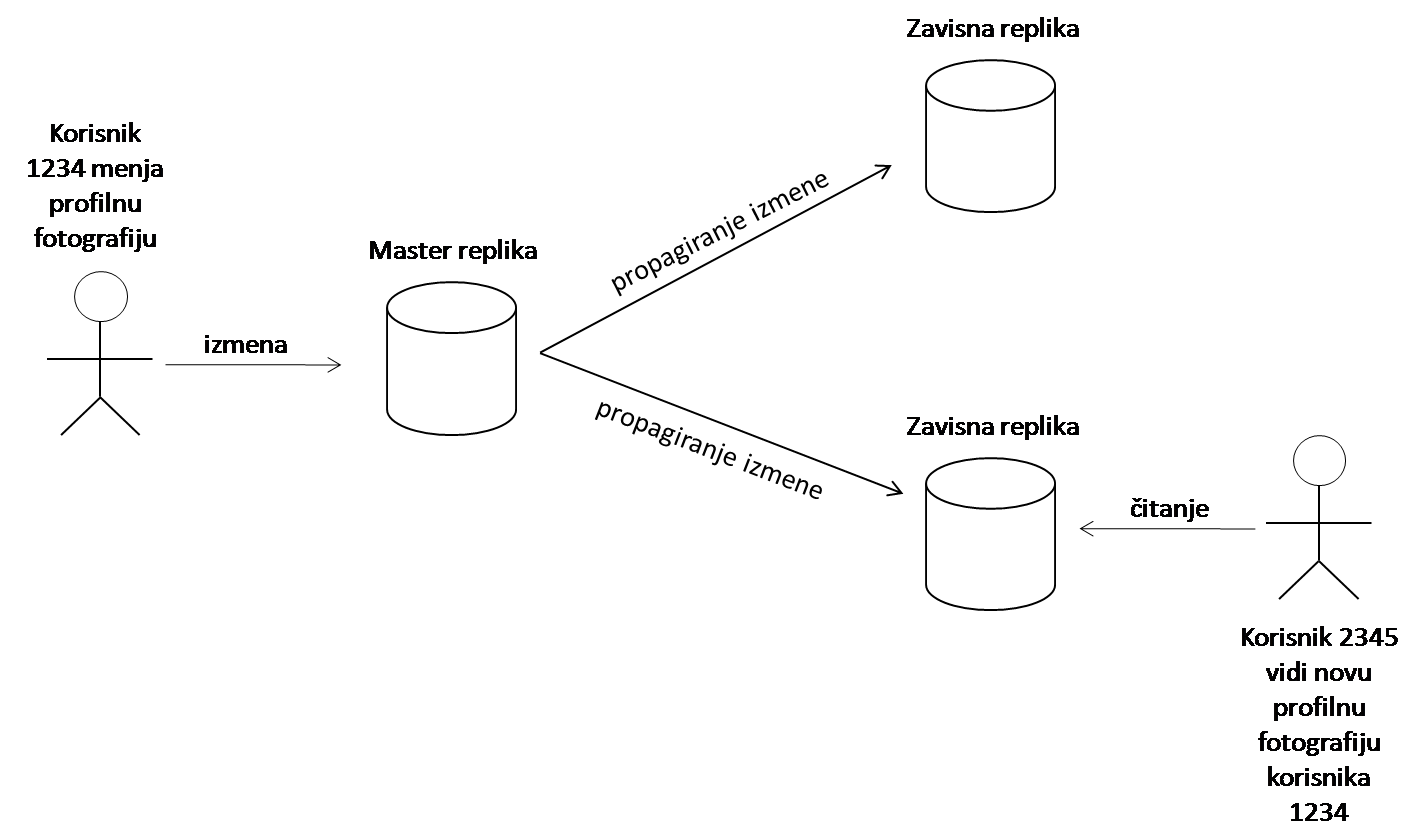 Korisnik
1234 menja
profilnu
fotografiju
izmena
Master replika
propagiranje izmene
propagiranje izmene
Zavisna replika
Zavisna replika
čitanje
Korisnik 2345
vidi novu
profilnu
fotografiju
korisnika
1234